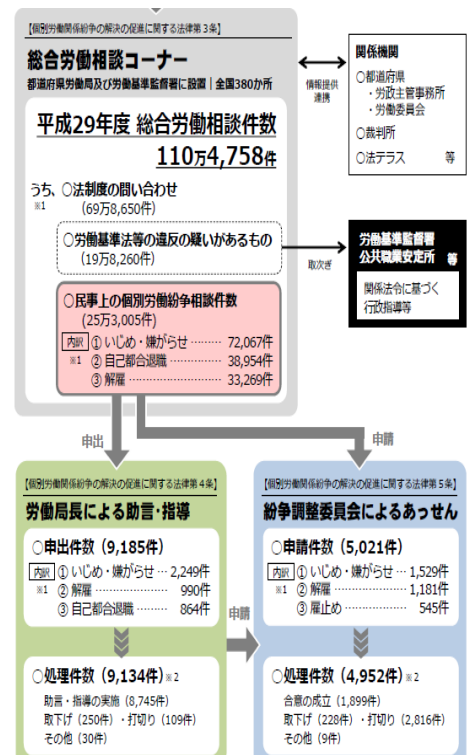 【個別労働関係紛争の解決の促進に関する法律第3条】
総合労働相談コーナー
都道府県労働局及び労働基準監督署に設置｜全国380か所
平成29年度 総合労働相談件数
110万4,758件
うち、○法制度の問い合わせ
※1
(69万8,650件)
○労働基準法等の違反の疑いがあるもの
(19万8,260件)
○民事上の個別労働紛争相談件数
(25万3,005件)
内訳 ① いじめ・嫌がらせ ……… 72,067件
※1 ② 自己都合退職 …………… 38,954件
③ 解雇 ………………………… 33,269件
情報提供
連携
関係機関
○都道府県
・労政主管事務所
・労働委員会
○裁判所
○法テラス 等
取次ぎ
労働基準監督署
公共職業安定所 等
関係法令に基づく
行政指導等
申出
申請
【個別労働関係紛争の解決の促進に関する法律第4条】
労働局長による助言・指導
○申出件数（9,185件）
内訳 ① いじめ・嫌がらせ … 2,249件
※1 ② 解雇 …………………… 990件
③ 自己都合退職 ……… 864件
○処理件数（9,134件）※2
助言・指導の実施（8,745件）
取下げ（250件）・打切り（109件）
その他（30件）
申請
【個別労働関係紛争の解決の促進に関する法律第5条】
紛争調整委員会によるあっせん
○申請件数（5,021件）
内訳 ① いじめ・嫌がらせ … 1,529件
※1 ② 解雇 …………………… 1,181件
③ 雇止め ………………… 545件
○処理件数（4,952件）※2
合意の成立（1,899件）
取下げ（228件）・打切り（2,816件）
その他（9件）